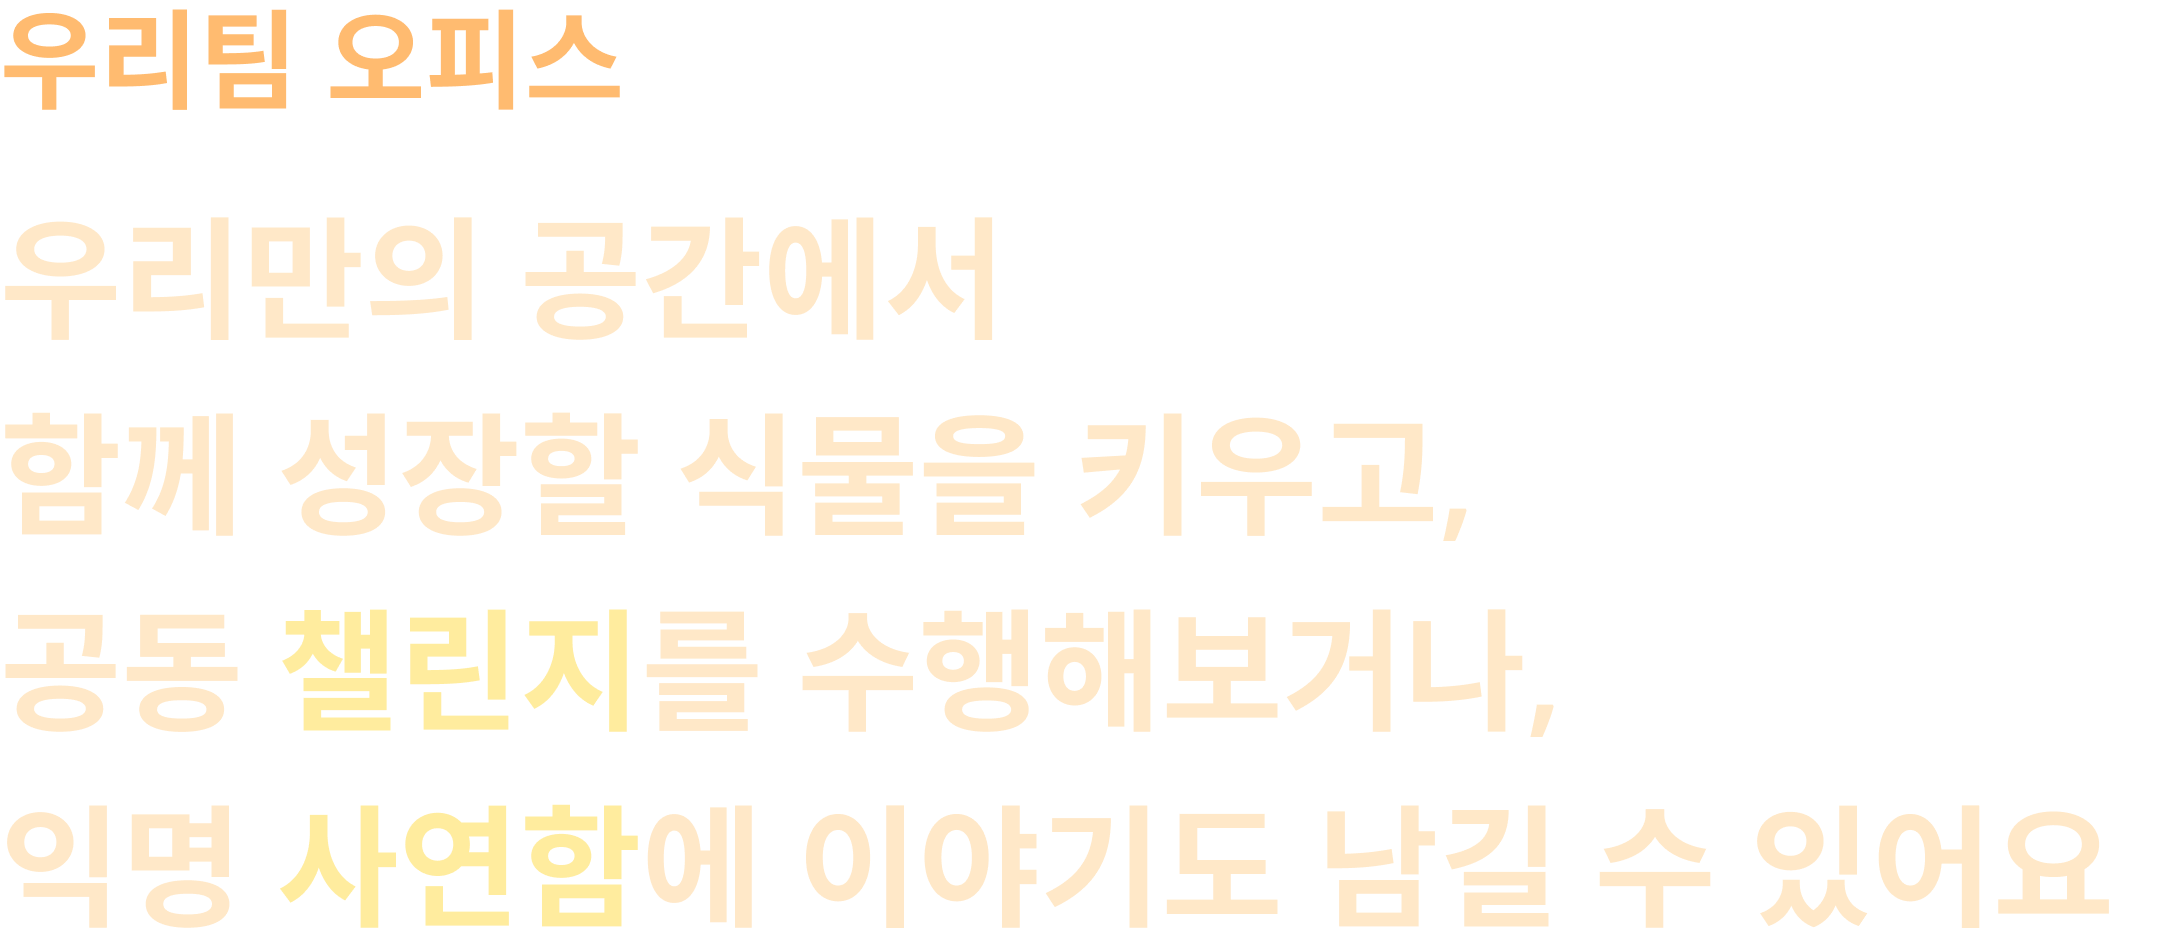 우리팀 오피스
우리만의 공간에서
함께 성장할 식물을 키우고,
공동 챌린지를 수행해보거나,
익명 사연함에 이야기도 남길 수 있어요